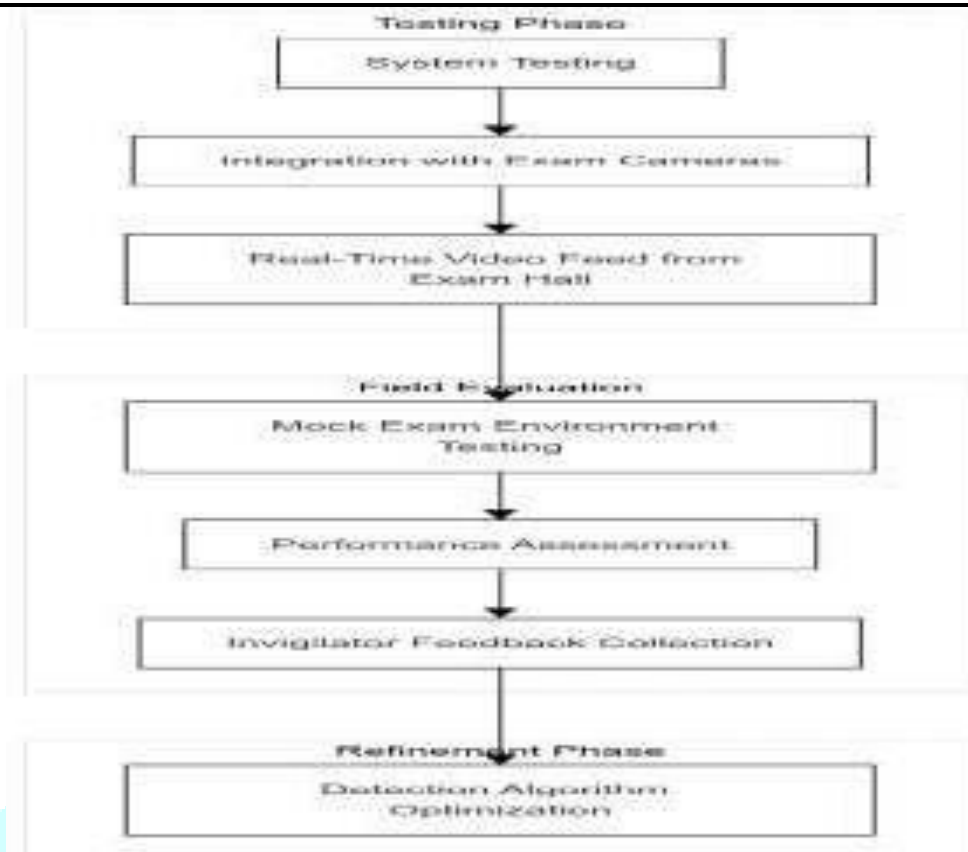 Testing Phase
System Testing
Integration with Exam Cameras
Real-Time Video Feed from
Exam Hall
Field Evaluation
Mock Exam Environment
Testing
Performance Assessment
Invigilator Feedback Collection
Refinement Phase
Detection Algorithm
Optimization